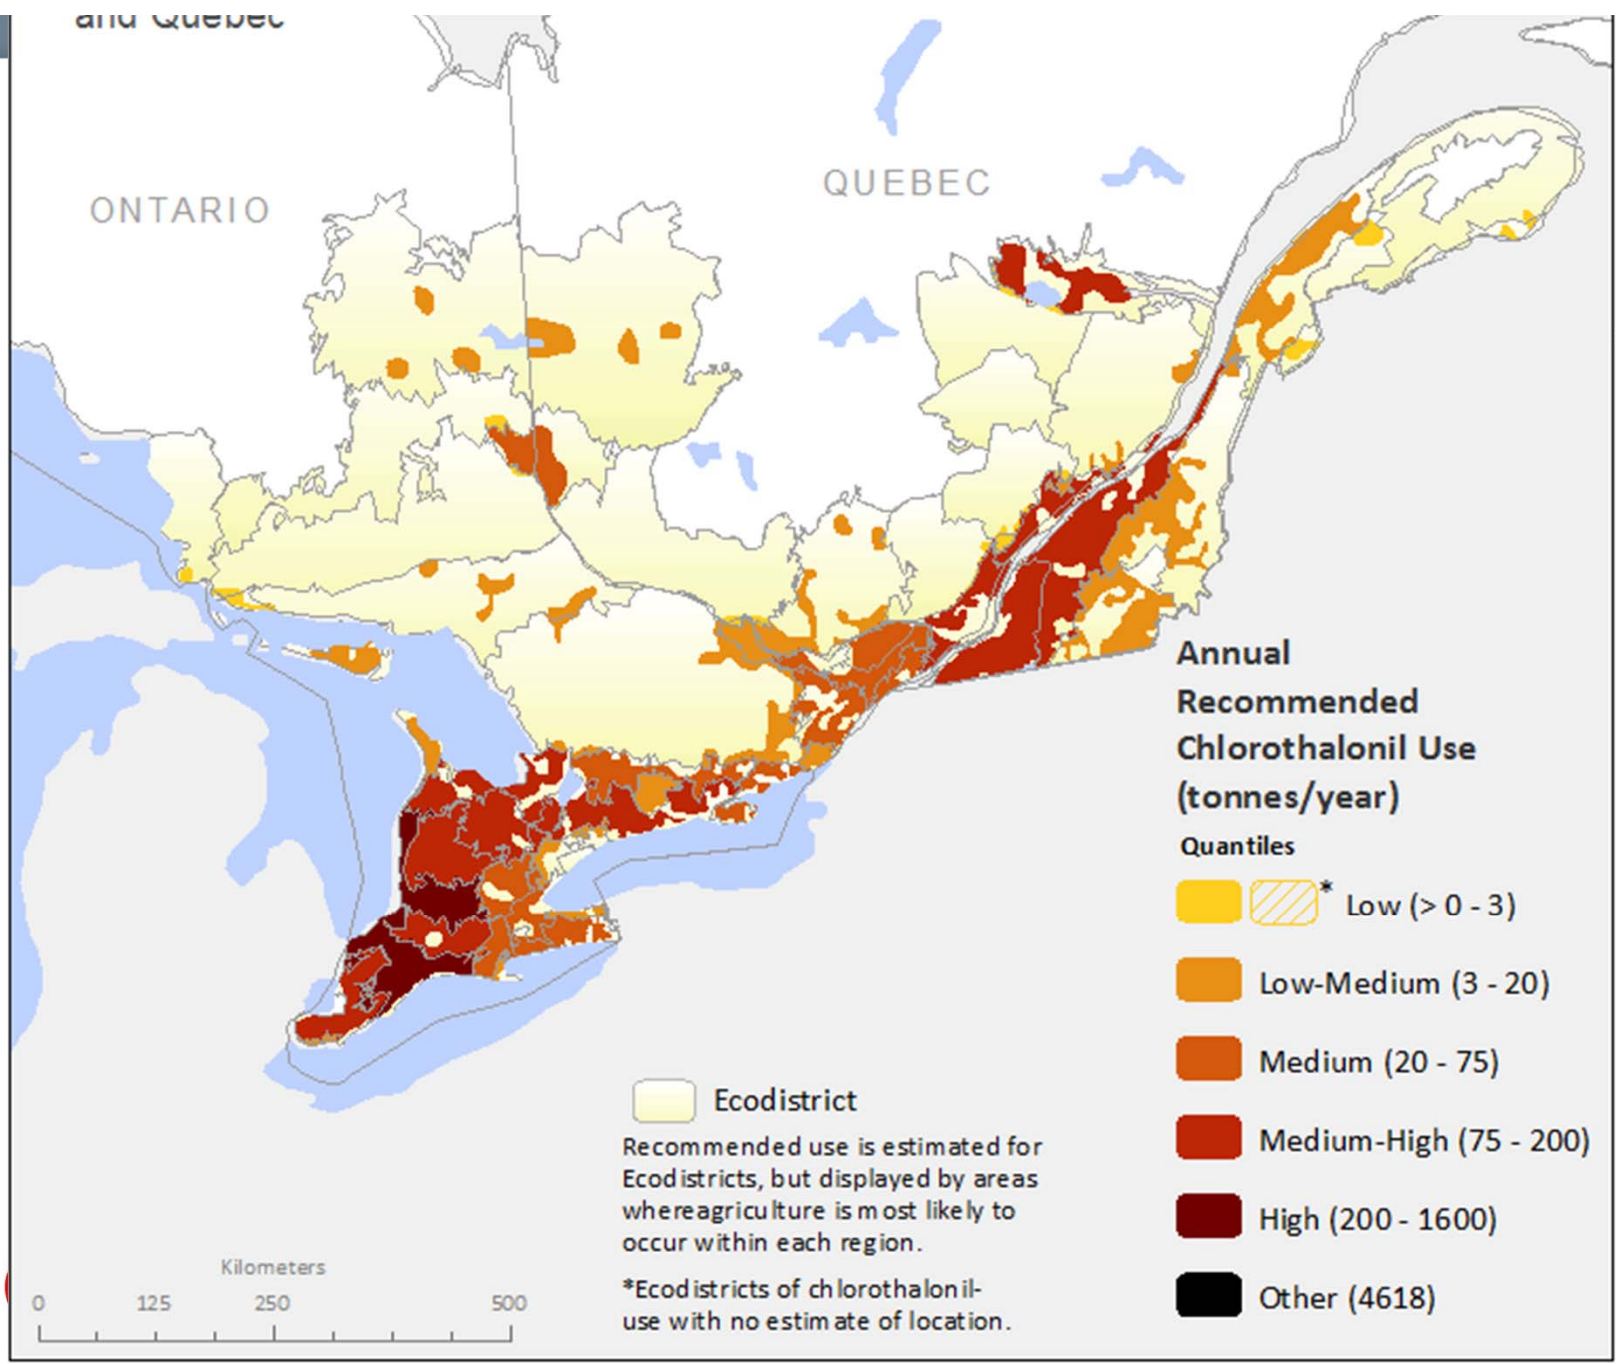 and Quebec
ONTARIO
QUEBEC
Annual
Recommended
Chlorothalonil Use
(tonnes/year)
Quantiles
* Low (> 0 - 3)
Low-Medium (3 - 20)
Medium (20 - 75)
Medium-High (75 - 200)
High (200 - 1600)
Other (4618)
Ecodistrict
Recommended use is estimated for
Ecodistricts, but displayed by areas
whereagriculture is most likely to
occur within each region.
*Ecodistricts of chlorothalonil-
use with no estimate of location.
Kilometers
0 125 250 500